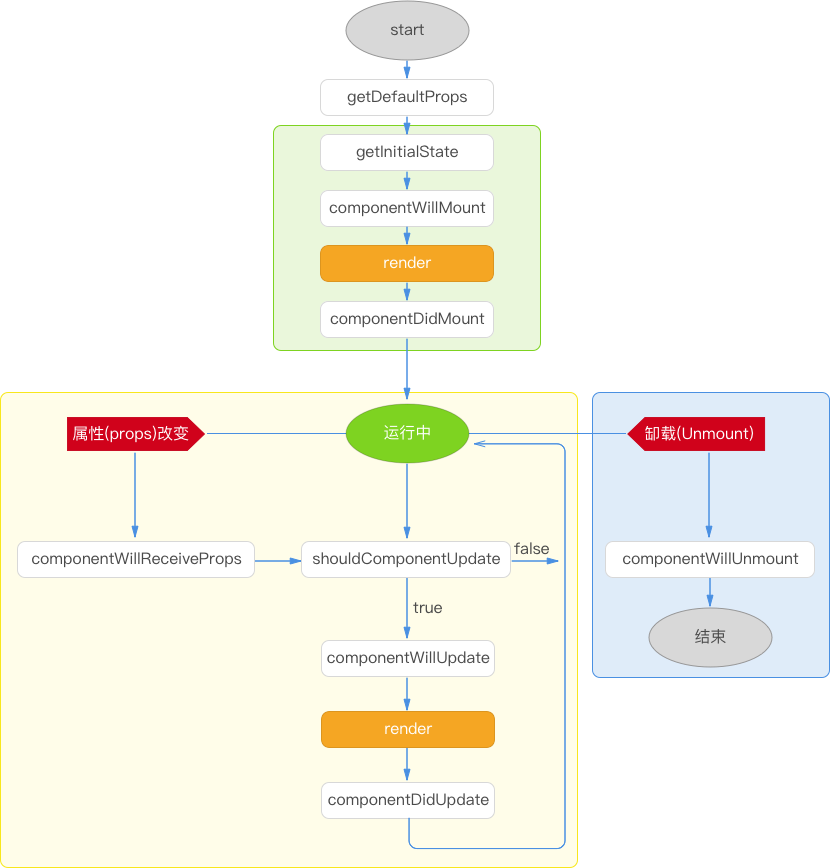 start
getDefaultProps
getInitialState
componentWillMount
render
componentDidMount
属性(props)改变
运行中
卸载(Unmount)
componentWillReceiveProps
shouldComponentUpdate
false
componentWillUnmount
true
结束
componentWillUpdate
render
componentDidUpdate